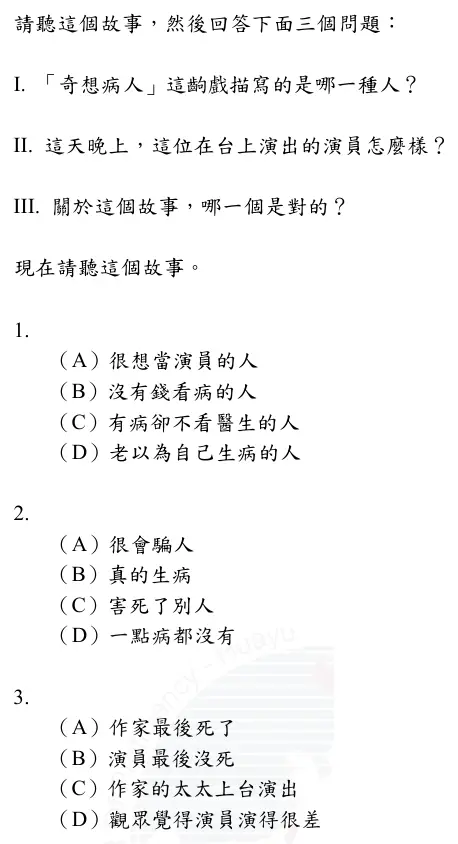 請聽這個故事，然後回答下面三個問題：
I. 「奇想病人」這齣戲描寫的是哪一種人？
II. 這天晚上，這位在台上演出的演員怎麼樣？
III. 關於這個故事，哪一個是對的？
現在請聽這個故事。
1.
（A）很想當演員的人
（B）沒有錢看病的人
（C）有病卻不看醫生的人
（D）老以為自己生病的人
2.
（A）很會騙人
（B）真的生病
（C）害死了別人
（D）一點病都沒有
3.
（A）作家最後死了
（B）演員最後沒死
（C）作家的太太上台演出
（D）觀眾覺得演員演得很差